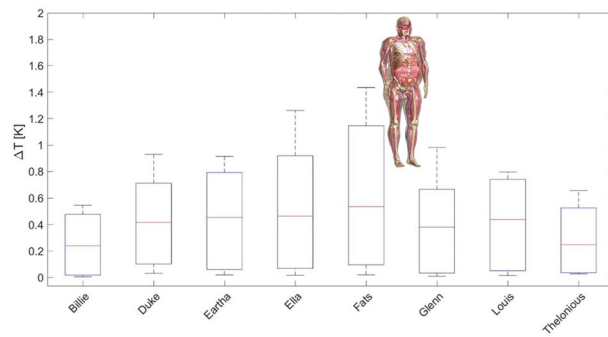 2
1.8
1.6
1.4
1.2
1
0.8
0.6
0.4
0.2
0
ΔT [K]
Billie
Duke
Eartha
Ella
Fats
Glenn
Louis
Thelonious